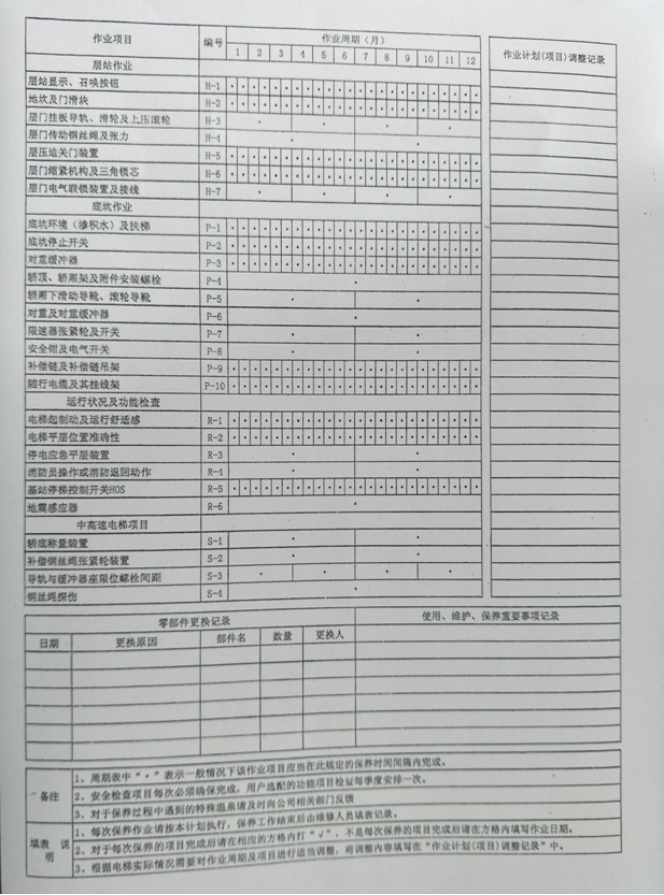 作业项目 编号 作业周期（月） 作业计划(项目)调整记录
1 2 3 4 5 6 7 8 9 10 11 12
层站作业
层站显示、召唤按钮 H-1
地坎及门滑块 H-2
层门挂板导轨、滑轮及上压滚轮 H-3
层门传动钢丝绳及张力 H-4
层压迫关门装置 H-5
层门缩紧机构及三角锁芯 H-6
层门电气联锁装置及接线 H-7
底坑作业
底坑环境（渗积水）及扶梯 P-1
底坑停止开关 P-2
对重缓冲器 P-3
轿顶、轿厢架及附件安装螺栓 P-4
轿厢下滑动导靴、滚轮导靴 P-5
对重及对重缓冲器 P-6
限速器张紧轮及开关 P-7
安全钳及电气开关 P-8
补偿链及补偿链吊架 P-9
随行电缆及其挂线架 P-10
运行状况及功能检查
电梯起制动及运行舒适感 R-1
电梯平层位置准确性 R-2
停电应急平层装置 R-3
消防员操作或消防返回动作 R-4
基站停梯控制开关HOS R-5
地震感应器 R-6
中高速电梯项目
轿底称量装置 S-1
补偿钢丝绳张紧轮装置 S-2
导轨与缓冲器座限位螺栓间距 S-3
钢丝绳探伤 S-4
零部件更换记录 使用、维护、保养重要事项记录
日期 更换原因 部件名 数量 更换人
备注
1、周期表中“•”表示一般情况下该作业项目应当在此规定的保养时间间隔内完成。
2、安全检查项目每次必须确保完成，用户选配的功能项目检查每季度安排一次。
3、对于保养过程中遇到的特殊温焦请及时向公司相关部门反馈
填表 说明
1、每次保养作业请按本计划执行，保养工作结束后由维修人员填表记录。
2、对于每次保养的项目完成后请在相应的方格内打“√”，不是每次保养的项目完成后请在方格内填写作业日期。
3、根据电梯实际情况需要对作业周期及项目进行适当调整，将调整内容填写在“作业计划(项目)调整记录”中。